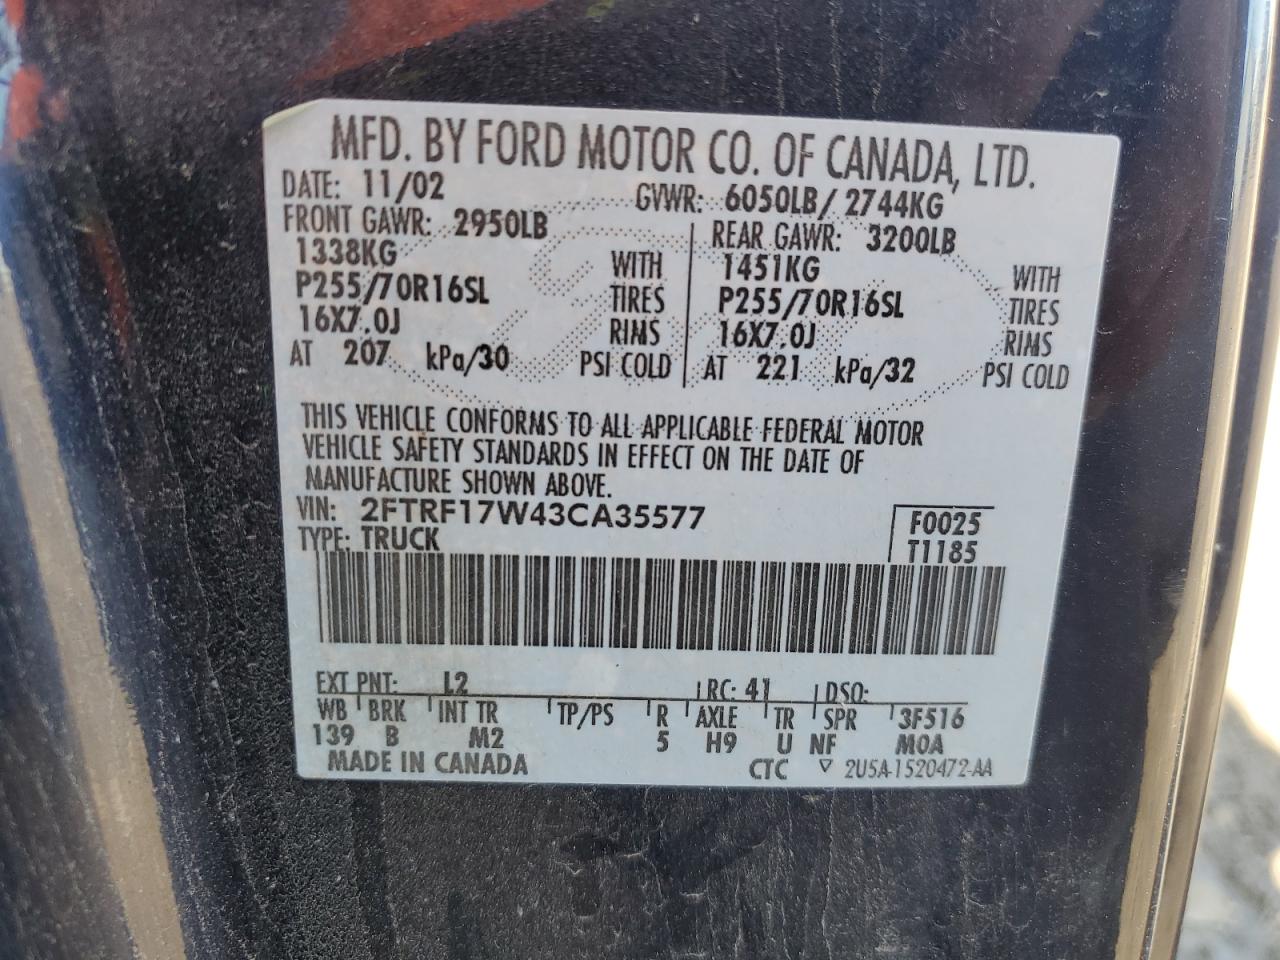 MFD. BY FORD MOTOR CO. OF CANADA, LTD.
DATE: 11/02 GVWR: 6050LB/ 2744KG
FRONT GAWR: 2950LB REAR GAWR: 3200LB
1338KG WITH 1451KG WITH
P255/70R16SL TIRES P255/70R16SL TIRES
16X7.0J RIMS 16X7.0J RIMS
AT 207 kPa/30 PSI COLD AT 221 kPa/32 PSI COLD
THIS VEHICLE CONFORMS TO ALL APPLICABLE FEDERAL MOTOR
VEHICLE SAFETY STANDARDS IN EFFECT ON THE DATE OF
MANUFACTURE SHOWN ABOVE.
VIN: 2FTRF17W43CA35577 F0025
TYPE: TRUCK T1185
EXT PNT: L2 RC: 41 DSO:
WB BRK INT TR TP/PS R AXLE TR SPR 3F516
139 B M2 5 H9 U NF M0A
MADE IN CANADA CTC ▽ 2U5A-1520472-AA